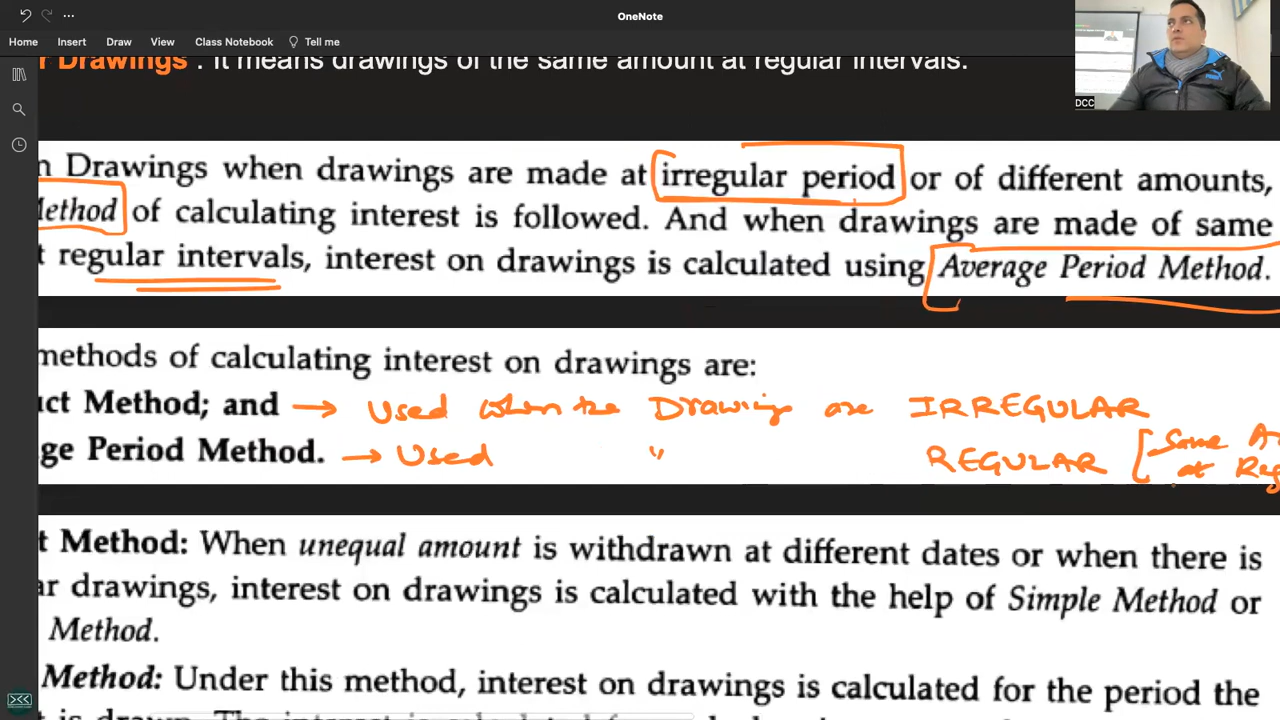 OneNote
Home Insert Draw View Class Notebook Tell me
r Drawings : It means drawings of the same amount at regular intervals.
DCC
n Drawings when drawings are made at irregular period or of different amounts,
Method of calculating interest is followed. And when drawings are made of same
t regular intervals, interest on drawings is calculated using Average Period Method.
methods of calculating interest on drawings are:
uct Method; and → Used when the Drawings are IRREGULAR
ge Period Method. → Used " REGULAR [Same A
at Reg
t Method: When unequal amount is withdrawn at different dates or when there is
ar drawings, interest on drawings is calculated with the help of Simple Method or
Method.
Method: Under this method, interest on drawings is calculated for the period the